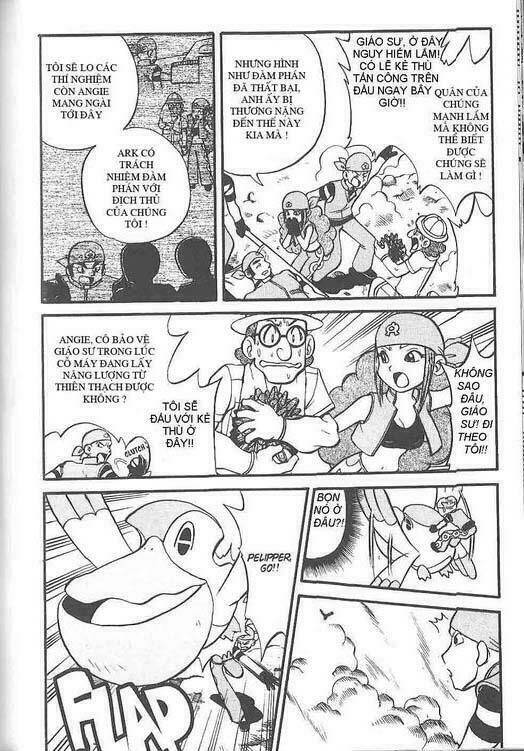 GIÁO SƯ, Ở ĐÂY
NGUY HIỂM LẮM!
CÓ LẼ KẺ THÙ
TẤN CÔNG TRÊN
ĐẦU NGAY BÂY
GIỜ!!
QUÂN CỦA
CHÚNG
MẠNH LẮM
MÀ KHÔNG
THỂ BIẾT
ĐƯỢC
CHÚNG SẼ
LÀM GÌ !
NHƯNG HÌNH
NHƯ ĐÀM PHÁN
ĐÃ THẤT BẠI,
ANH ẤY BỊ
THƯƠNG NẶNG
ĐẾN THẾ NÀY
KIA MÀ !
TÔI SẼ LO CÁC
THÍ NGHIỆM
CÒN ANGIE
MANG NGÀI
TỚI ĐÂY
ARK CÓ
TRÁCH
NHIỆM ĐÀM
PHÁN VỚI
ĐỊCH THỦ
CỦA CHÚNG
TÔI !
KHÔNG
SAO
ĐÂU,
GIÁO
SƯ! ĐI
THEO
TÔI!!
ANGIE, CÔ BẢO VỆ
GIÁO SƯ TRONG LÚC
CỖ MÁY ĐANG LẤY
NĂNG LƯỢNG TỪ
THIÊN THẠCH ĐƯỢC
KHÔNG ?
TÔI SẼ
ĐẤU VỚI KẺ
THÙ Ở
ĐÂY!!
CLUTCH
BỌN
NÓ Ở
ĐÂU?!
PELIPPER,
GO!!
FLAP